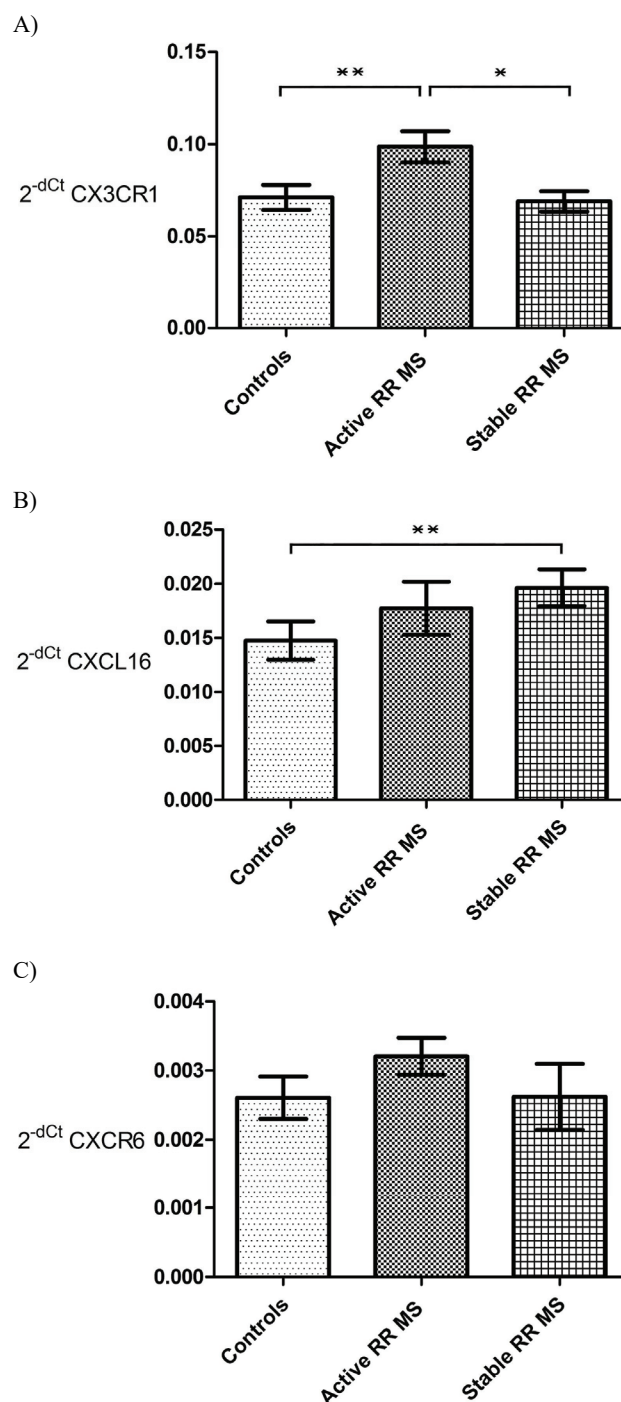 A)
0.15
** *
0.10
2^-dCt CX3CR1
0.05
0.00
Controls
Active RR MS
Stable RR MS
B)
0.025
**
0.020
0.015
2^-dCt CXCL16
0.010
0.005
0.000
Controls
Active RR MS
Stable RR MS
C)
0.004
0.003
2^-dCt CXCR6
0.002
0.001
0.000
Controls
Active RR MS
Stable RR MS